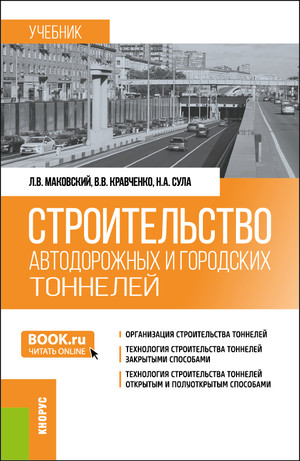 УЧЕБНИК
Л.В. МАКОВСКИЙ, В.В. КРАВЧЕНКО, Н.А. СУЛА
СТРОИТЕЛЬСТВО
АВТОДОРОЖНЫХ И ГОРОДСКИХ
ТОННЕЛЕЙ
BOOK.ru
ЧИТАТЬ ONLINE
ОРГАНИЗАЦИЯ СТРОИТЕЛЬСТВА ТОННЕЛЕЙ
ТЕХНОЛОГИЯ СТРОИТЕЛЬСТВА ТОННЕЛЕЙ
ЗАКРЫТЫМИ СПОСОБАМИ
ТЕХНОЛОГИЯ СТРОИТЕЛЬСТВА ТОННЕЛЕЙ
ОТКРЫТЫМ И ПОЛУОТКРЫТЫМ СПОСОБАМИ
КНОРУС